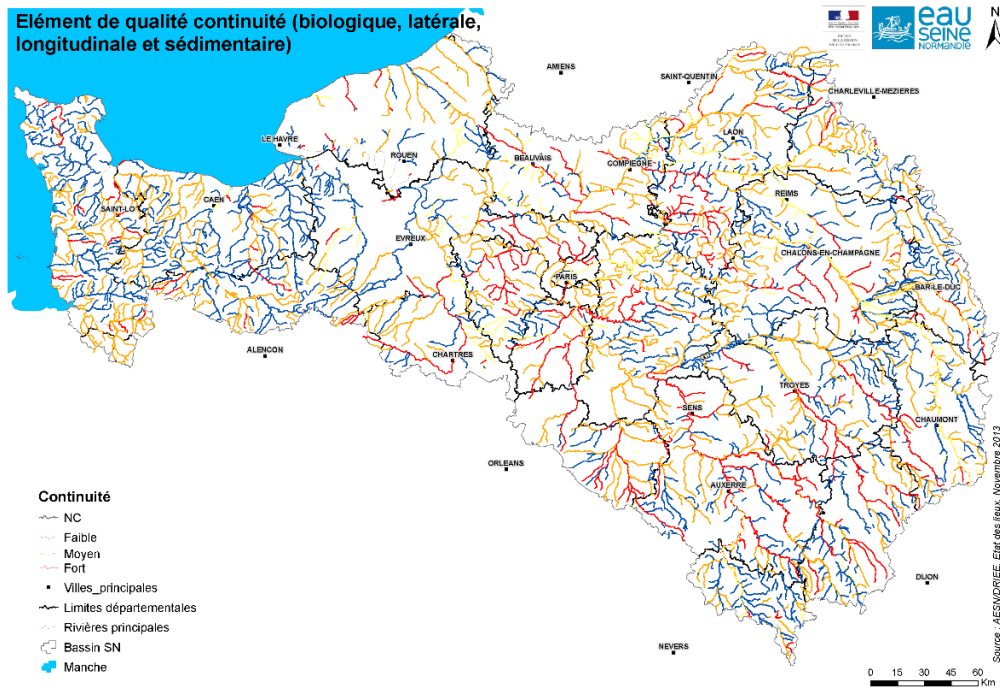 Elément de qualité continuité (biologique, latérale,
longitudinale et sédimentaire)
eau
SEINE
NORMANDIE
N
AMIENS
SAINT-QUENTIN
CHARLEVILLE-MEZIERES
LE HAVRE
ROUEN
BEAUVAIS
COMPIEGNE
LAON
REIMS
SAINT-LO
CAEN
EVREUX
PARIS
CHALONS-EN-CHAMPAGNE
BAR-LE-DUC
ALENCON
CHARTRES
TROYES
SENS
CHAUMONT
ORLEANS
AUXERRE
DIJON
NEVERS
Continuité
NC
Faible
Moyen
Fort
Villes_principales
Limites départementales
Rivières principales
Bassin SN
Manche
Source : AESN/DRIEE, Etat des lieux, Novembre 2013
0 15 30 45 60
Km